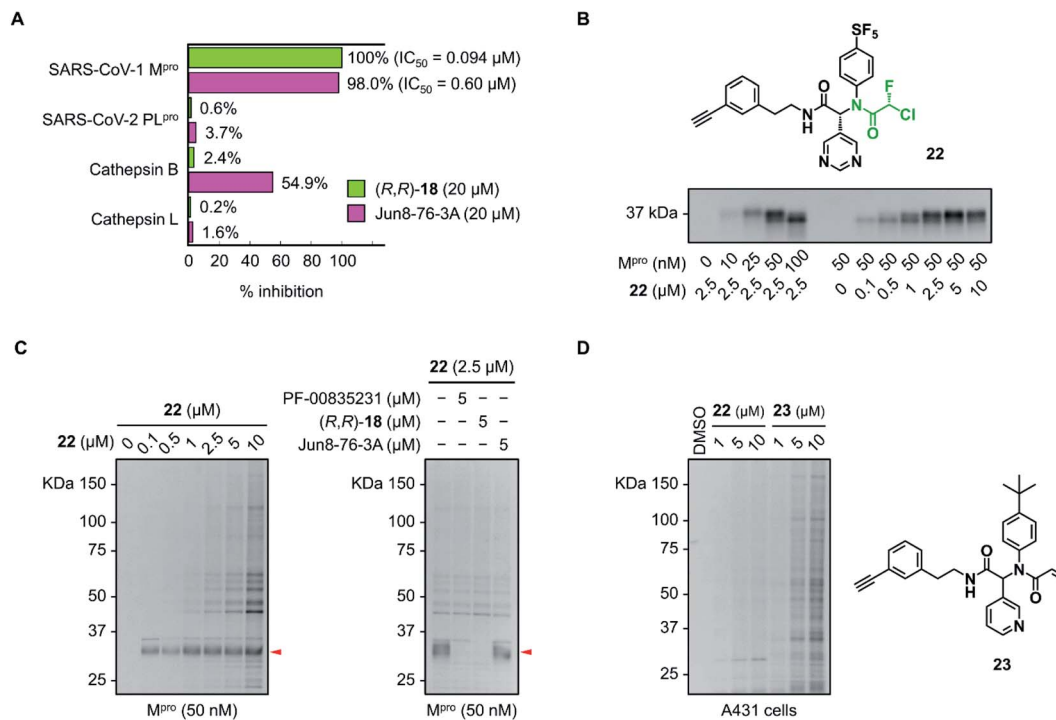 A
SARS-CoV-1 Mpro
100% (IC50 = 0.094 µM)
98.0% (IC50 = 0.60 µM)
SARS-CoV-2 PLpro
0.6%
3.7%
Cathepsin B
2.4%
54.9%
Cathepsin L
0.2%
1.6%
(R,R)-18 (20 µM)
Jun8-76-3A (20 µM)
0 20 40 60 80 100
% inhibition
B
SF5
F
O
N
N
H
O
Cl
N
N
22
37 kDa
Mpro (nM) 0 10 25 50 100 50 50 50 50 50 50 50
22 (µM) 2.5 2.5 2.5 2.5 2.5 0 0.1 0.5 1 2.5 5 10
C
22 (µM)
22 (µM) 0 0.1 0.5 1 2.5 5 10
KDa 150
100
75
50
37
25
Mpro (50 nM)
22 (2.5 µM)
PF-00835231 (µM) – 5 – –
(R,R)-18 (µM) – – 5 –
Jun8-76-3A (µM) – – – 5
KDa 150
100
75
50
37
25
Mpro (50 nM)
D
DMSO
22 (µM) 23 (µM)
1 5 10 1 5 10
KDa 150
100
75
50
37
25
A431 cells
O
N
N
H
O
N
23